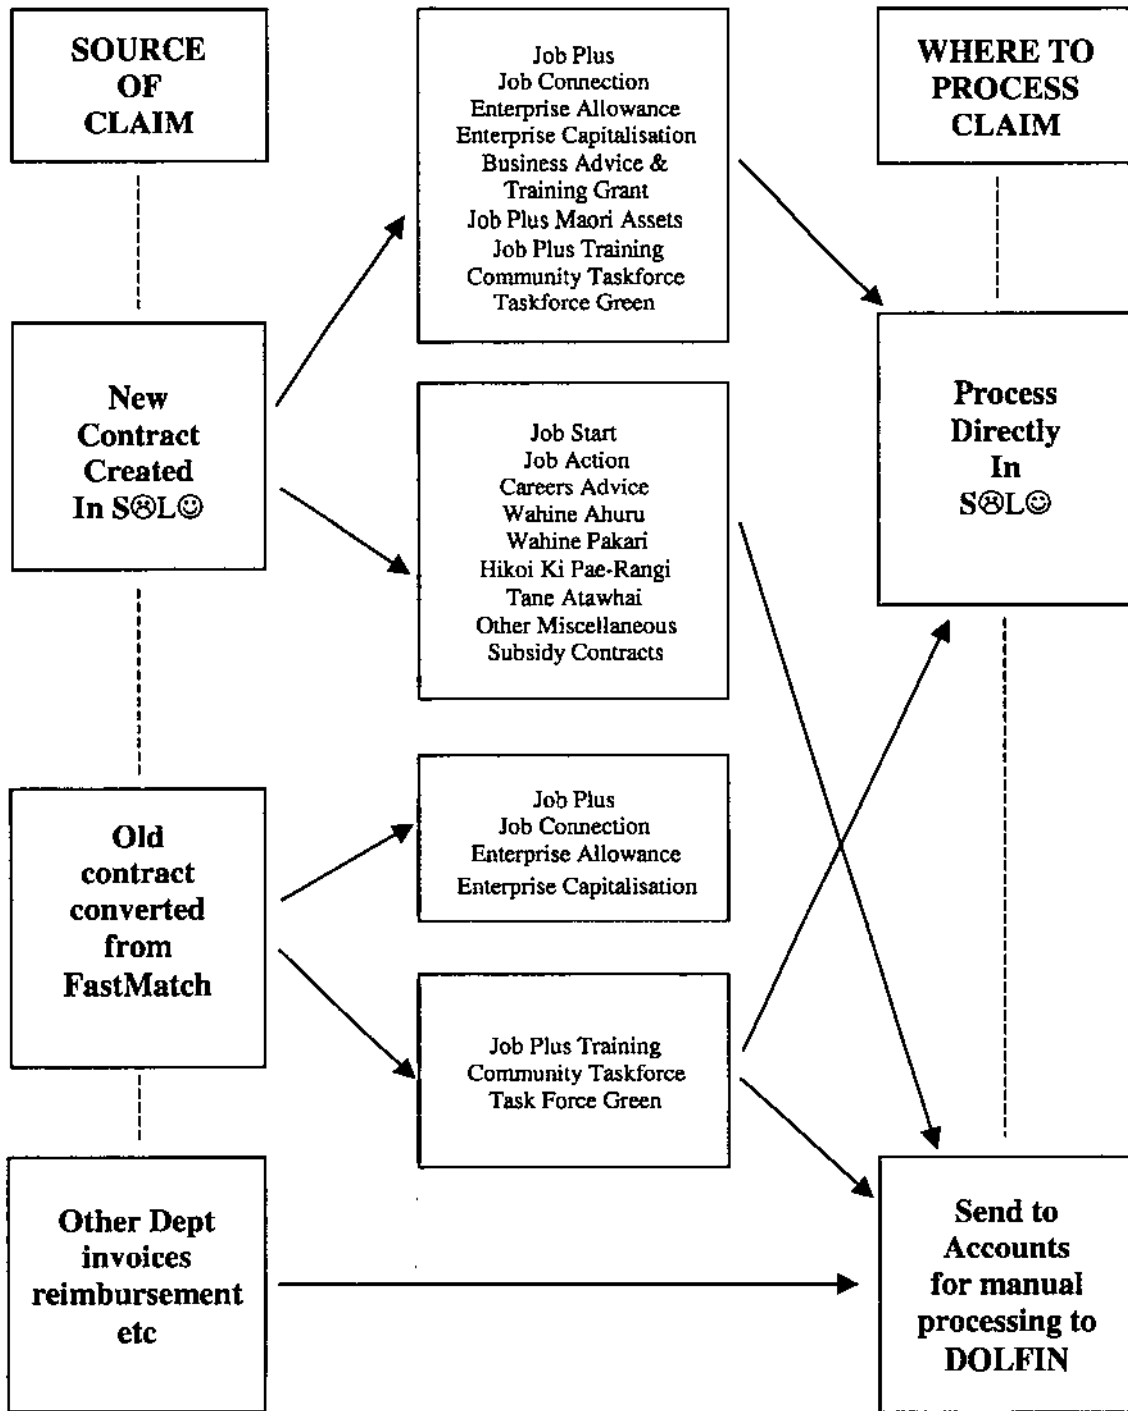 SOURCE
OF
CLAIM
Job Plus
Job Connection
Enterprise Allowance
Enterprise Capitalisation
Business Advice &
Training Grant
Job Plus Maori Assets
Job Plus Training
Community Taskforce
Taskforce Green
WHERE TO
PROCESS
CLAIM
New
Contract
Created
In S☹L☺
Job Start
Job Action
Careers Advice
Wahine Ahuru
Wahine Pakari
Hikoi Ki Pae-Rangi
Tane Atawhai
Other Miscellaneous
Subsidy Contracts
Process
Directly
In
S☹L☺
Old
contract
converted
from
FastMatch
Job Plus
Job Connection
Enterprise Allowance
Enterprise Capitalisation
Job Plus Training
Community Taskforce
Task Force Green
Other Dept
invoices
reimbursement
etc
Send to
Accounts
for manual
processing to
DOLFIN